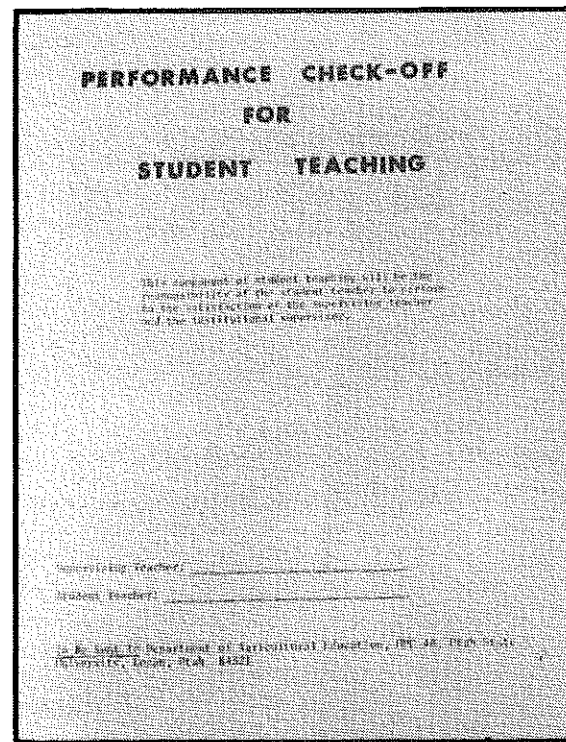 PERFORMANCE CHECK-OFF
FOR
STUDENT TEACHING
This component of student teaching will be the
responsibility of the student teacher to perform
to the satisfaction of the supervising teacher
and the institutional supervisor.
Supervising Teacher:
Student Teacher:
To Be Sent to Department of Agricultural Education, UMC 48, Utah State
University, Logan, Utah 84321